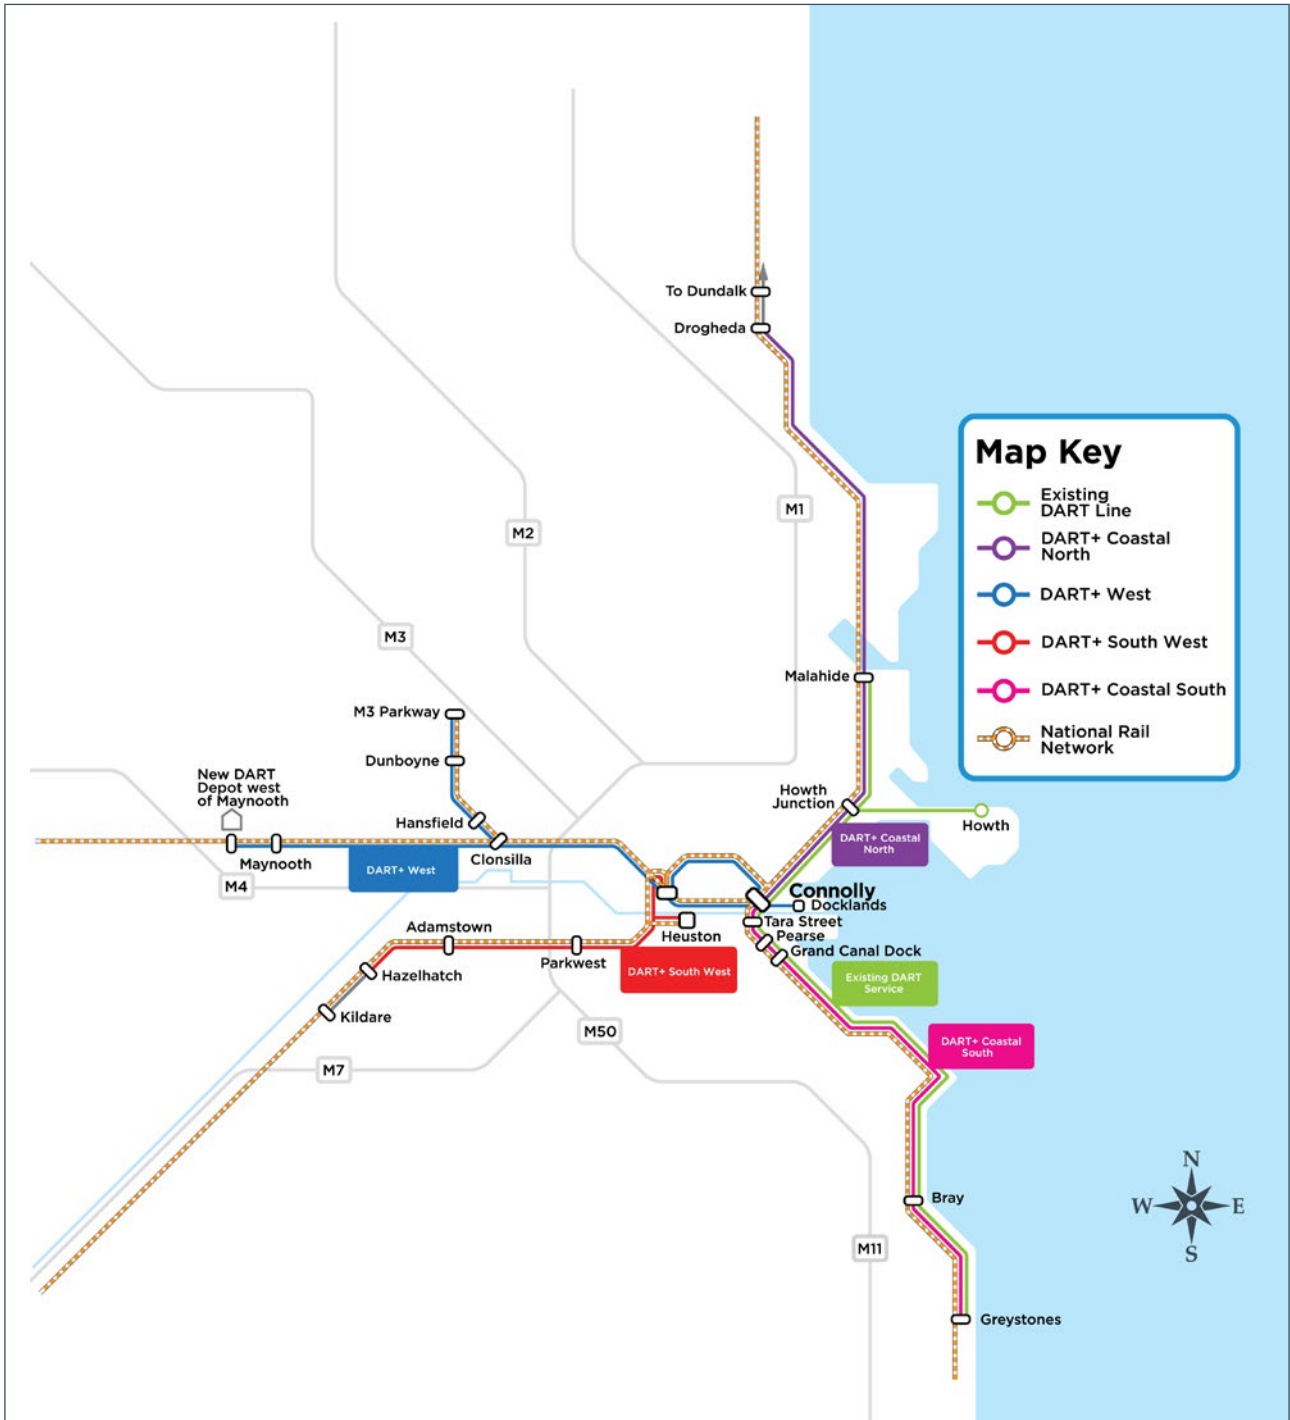 To Dundalk
Drogheda
Map Key
Existing
DART Line
DART+ Coastal
North
DART+ West
DART+ South West
DART+ Coastal South
National Rail
Network
M1
M2
M3
Malahide
M3 Parkway
Dunboyne
New DART
Depot west
of Maynooth
Howth
Junction
Hansfield
Howth
DART+ Coastal
North
Maynooth
Clonsilla
DART+ West
M4
Connolly
Docklands
Tara Street
Adamstown
Heuston
Pearse
Grand Canal Dock
Parkwest
DART+ South West
Hazelhatch
Existing DART
Service
Kildare
M50
DART+ Coastal
South
M7
N
W
E
S
Bray
M11
Greystones